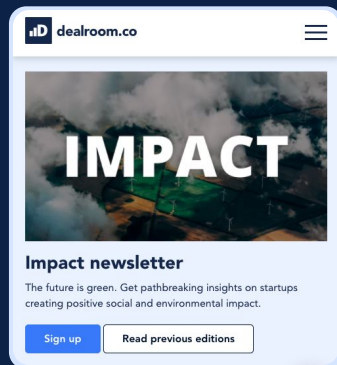 dealroom.co
IMPACT
Impact newsletter
The future is green. Get pathbreaking insights on startups
creating positive social and environmental impact.
Sign up
Read previous editions